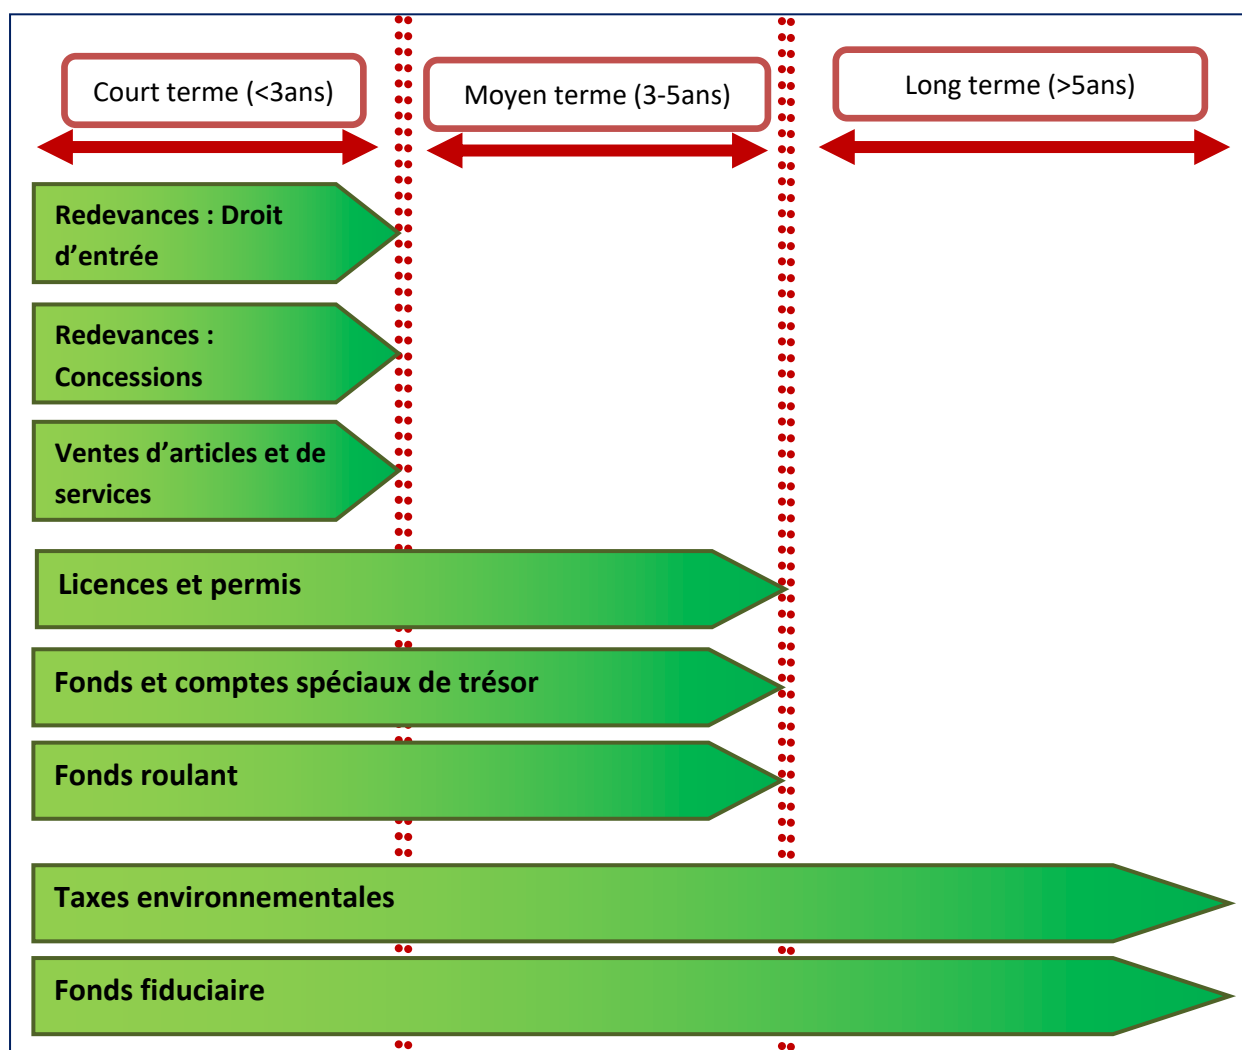 Court terme (<3ans)
Moyen terme (3-5ans)
Long terme (>5ans)
Redevances : Droit
d’entrée
Redevances :
Concessions
Ventes d’articles et de
services
Licences et permis
Fonds et comptes spéciaux de trésor
Fonds roulant
Taxes environnementales
Fonds fiduciaire